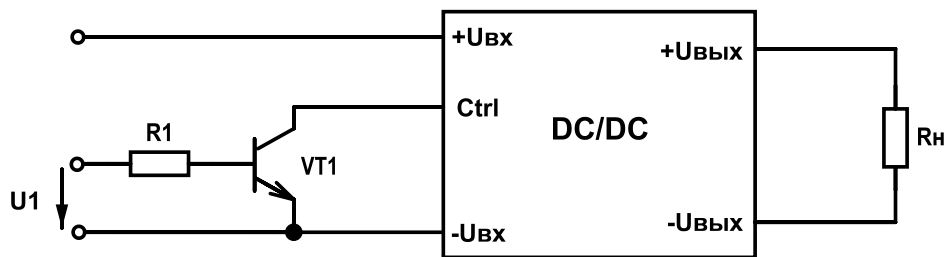 +Uвх
+Uвых
Ctrl
DC/DC
R1
VT1
Rн
U1
-Uвх
-Uвых